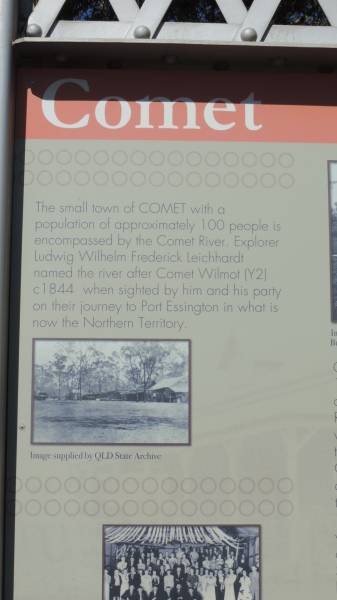 Comet
The small town of COMET with a
population of approximately 100 people is
encompassed by the Comet River. Explorer
Ludwig Wilhelm Frederick Leichhardt
named the river after Comet Wilmot (Y2)
c1844 when sighted by him and his party
on their journey to Port Essington in what is
now the Northern Territory.
Image supplied by QLD State Archive